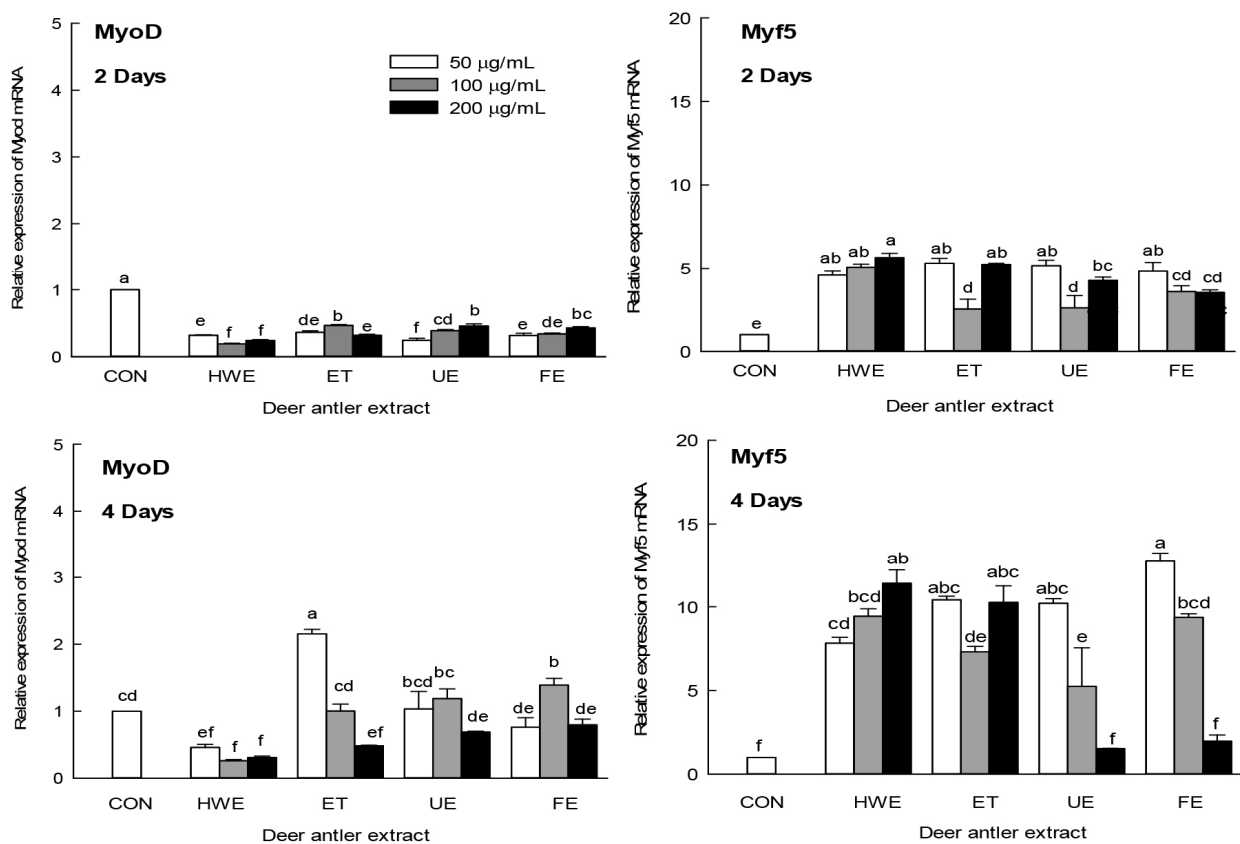 MyoD
2 Days
50 µg/mL
100 µg/mL
200 µg/mL
Relative expression of Myod mRNA
5
4
3
2
1
0
a
e f f
de b e
f cd b
e de bc
CON HWE ET UE FE
Deer antler extract
Myf5
2 Days
Relative expression of Myf5 mRNA
20
15
10
5
0
e
ab ab a
ab d ab
ab d bc
ab cd cd
CON HWE ET UE FE
Deer antler extract
MyoD
4 Days
Relative expression of Myod mRNA
5
4
3
2
1
0
cd
ef f f
a cd ef
bcd bc de
de b de
CON HWE ET UE FE
Deer antler extract
Myf5
4 Days
Relative expression of Myf5 mRNA
20
15
10
5
0
f
cd bcd ab
abc de abc
abc e f
a bcd f
CON HWE ET UE FE
Deer antler extract